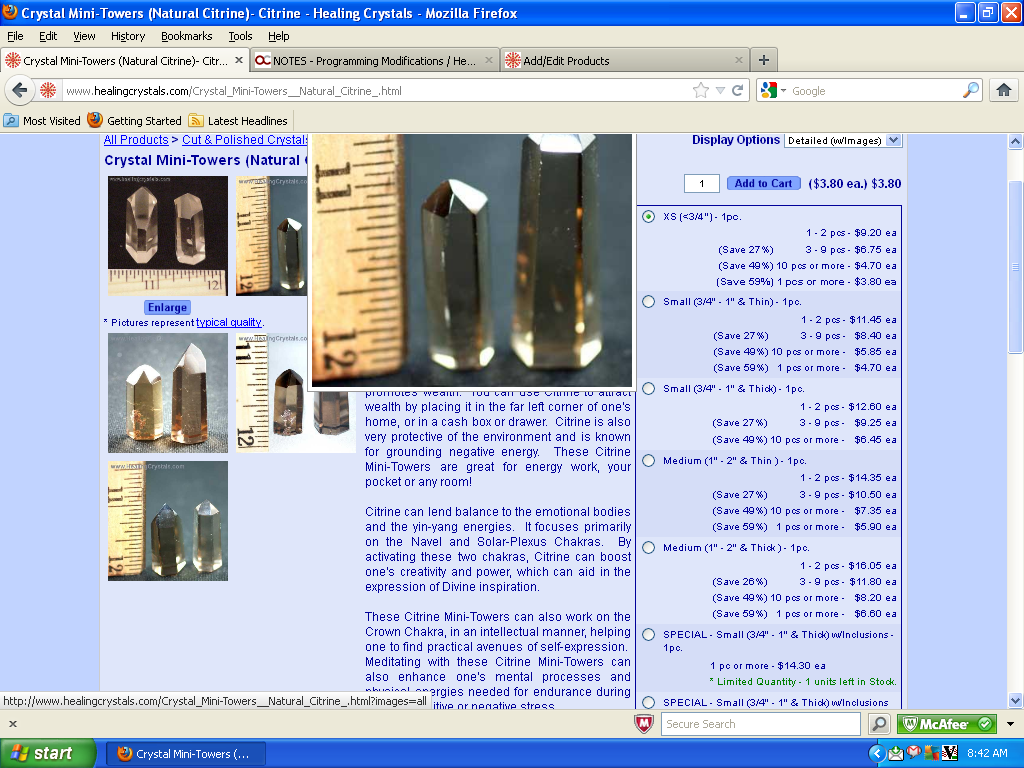 Crystal Mini-Towers (Natural Citrine)- Citrine - Healing Crystals - Mozilla Firefox
File Edit View History Bookmarks Tools Help
Crystal Mini-Towers (Natural Citrine)- Citr...
NOTES - Programming Modifications / He...
Add/Edit Products
www.healingcrystals.com/Crystal_Mini-Towers__Natural_Citrine_.html
Google
Most Visited Getting Started Latest Headlines
All Products > Cut & Polished Crystals
Crystal Mini-Towers (Natural
www.HealingCrystals.com
11
12
Enlarge
* Pictures represent typical quality.
11
12
11
12
promotes wealth. You can use Citrine to attract
wealth by placing it in the far left corner of one's
home, or in a cash box or drawer. Citrine is also
very protective of the environment and is known
for grounding negative energy. These Citrine
Mini-Towers are great for energy work, your
pocket or any room!
Citrine can lend balance to the emotional bodies
and the yin-yang energies. It focuses primarily
on the Navel and Solar-Plexus Chakras. By
activating these two chakras, Citrine can boost
one's creativity and power, which can aid in the
expression of Divine inspiration.
These Citrine Mini-Towers can also work on the
Crown Chakra, in an intellectual manner, helping
one to find practical avenues of self-expression.
Meditating with these Citrine Mini-Towers can
also enhance one's mental processes and
physical energies needed for endurance during
itive or negative stress.
Display Options Detailed (w/Images)
1 Add to Cart ($3.80 ea.) $3.80
XS (<3/4") - 1pc.
1 - 2 pcs - $9.20 ea
(Save 27%) 3 - 9 pcs - $6.75 ea
(Save 49%) 10 pcs or more - $4.70 ea
(Save 59%) 1 pcs or more - $3.80 ea
Small (3/4" - 1" & Thin) - 1pc.
1 - 2 pcs - $11.45 ea
(Save 27%) 3 - 9 pcs - $8.40 ea
(Save 49%) 10 pcs or more - $5.85 ea
(Save 59%) 1 pcs or more - $4.70 ea
Small (3/4" - 1" & Thick) - 1pc.
1 - 2 pcs - $12.60 ea
(Save 27%) 3 - 9 pcs - $9.25 ea
(Save 49%) 10 pcs or more - $6.45 ea
Medium (1" - 2" & Thin ) - 1pc.
1 - 2 pcs - $14.35 ea
(Save 27%) 3 - 9 pcs - $10.50 ea
(Save 49%) 10 pcs or more - $7.35 ea
(Save 59%) 1 pcs or more - $5.90 ea
Medium (1" - 2" & Thick ) - 1pc.
1 - 2 pcs - $16.05 ea
(Save 26%) 3 - 9 pcs - $11.80 ea
(Save 49%) 10 pcs or more - $8.20 ea
(Save 59%) 1 pcs or more - $6.60 ea
SPECIAL - Small (3/4" - 1" & Thick) w/Inclusions -
1pc.
1 pc or more - $14.30 ea
* Limited Quantity - 1 units left in Stock.
SPECIAL - Small (3/4" - 1" & Thick) w/Inclusions
http://www.healingcrystals.com/Crystal_Mini-Towers__Natural_Citrine_.html?images=all
Secure Search
McAfee
start
Crystal Mini-Towers (...
8:42 AM